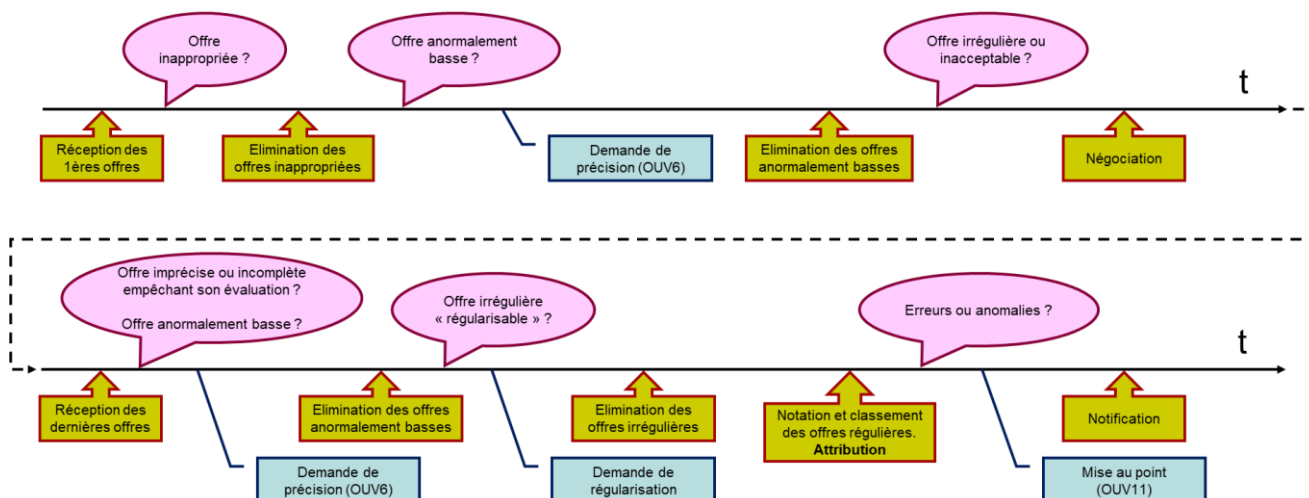 Offre
inappropriée ?
Offre anormalement
basse ?
Offre irrégulière ou
inacceptable ?
t
Réception des
1ères offres
Elimination des
offres inappropriées
Demande de
précision (OUV6)
Elimination des offres
anormalement basses
Négociation
Offre imprécise ou incomplète
empêchant son évaluation ?
Offre anormalement basse ?
Offre irrégulière
« régularisable » ?
Erreurs ou anomalies ?
t
Réception des
dernières offres
Elimination des offres
anormalement basses
Elimination des
offres irrégulières
Notation et classement
des offres régulières.
Attribution
Notification
Demande de
précision (OUV6)
Demande de
régularisation
Mise au point
(OUV11)